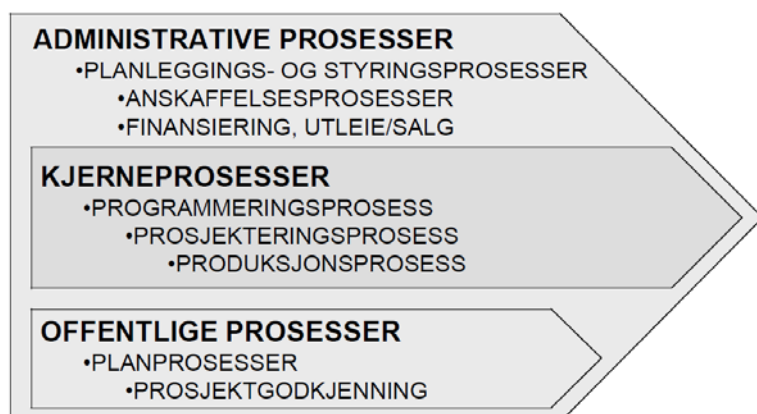 ADMINISTRATIVE PROSESSER
•PLANLEGGINGS- OG STYRINGSPROSESSER
•ANSKAFFELSESPROSESSER
•FINANSIERING, UTLEIE/SALG
KJERNEPROSESSER
•PROGRAMMERINGSPROSESS
•PROSJEKTERINGSPROSESS
•PRODUKSJONSPROSESS
OFFENTLIGE PROSESSER
•PLANPROSESSER
•PROSJEKTGODKJENNING